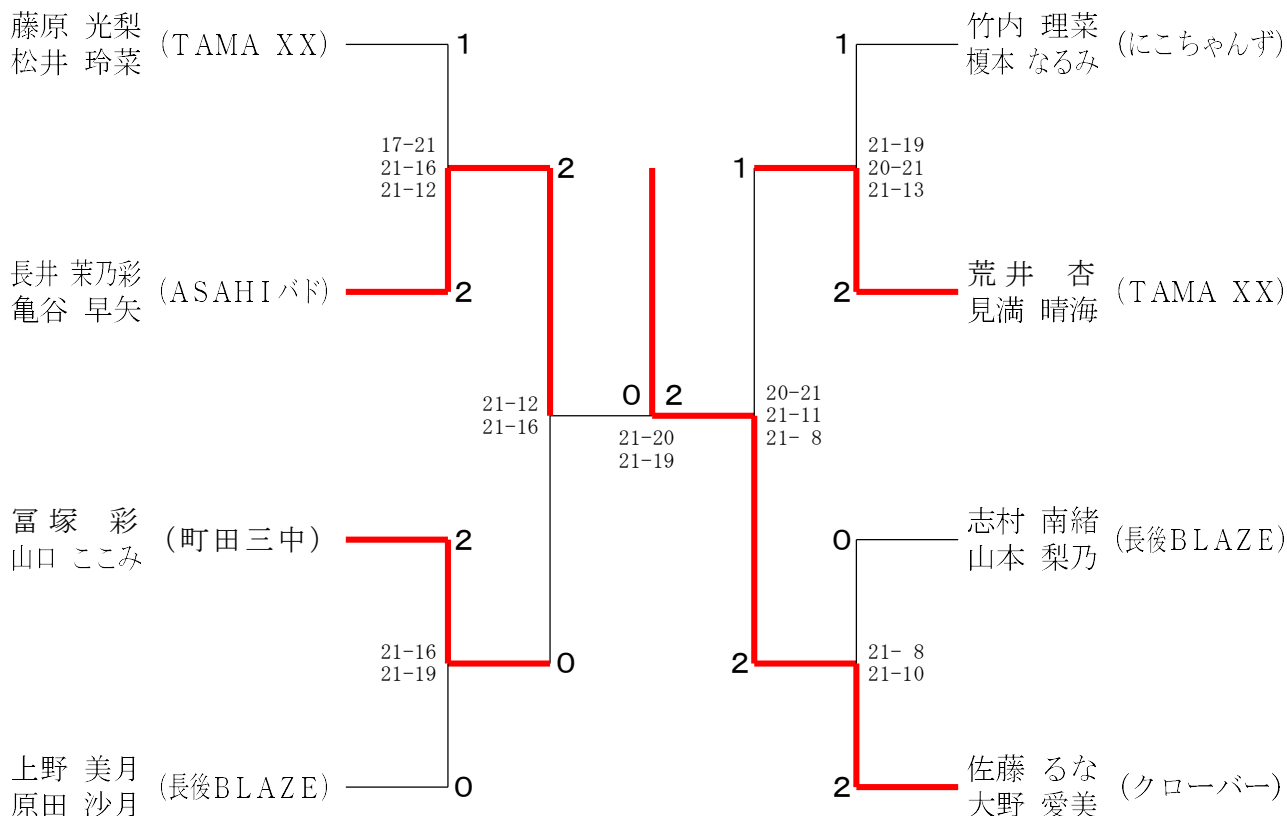 藤原 光梨
松井 玲菜
(TAMA XX)
1
17-21
21-16
21-12
2
長井 茉乃彩
亀谷 早矢
(ASAHIバド)
2
21-12
21-16
冨塚 彩
山口 ここみ
(町田三中)
2
21-16
21-19
0
上野 美月
原田 沙月
(長後BLAZE)
0
0 2
21-20
21-19
1
竹内 理菜
榎本 なるみ
(にこちゃんず)
1
21-19
20-21
21-13
2
荒井 杏
見満 晴海
(TAMA XX)
20-21
21-11
21- 8
0
志村 南緒
山本 梨乃
(長後BLAZE)
2
21- 8
21-10
2
佐藤 るな
大野 愛美
(クローバー)